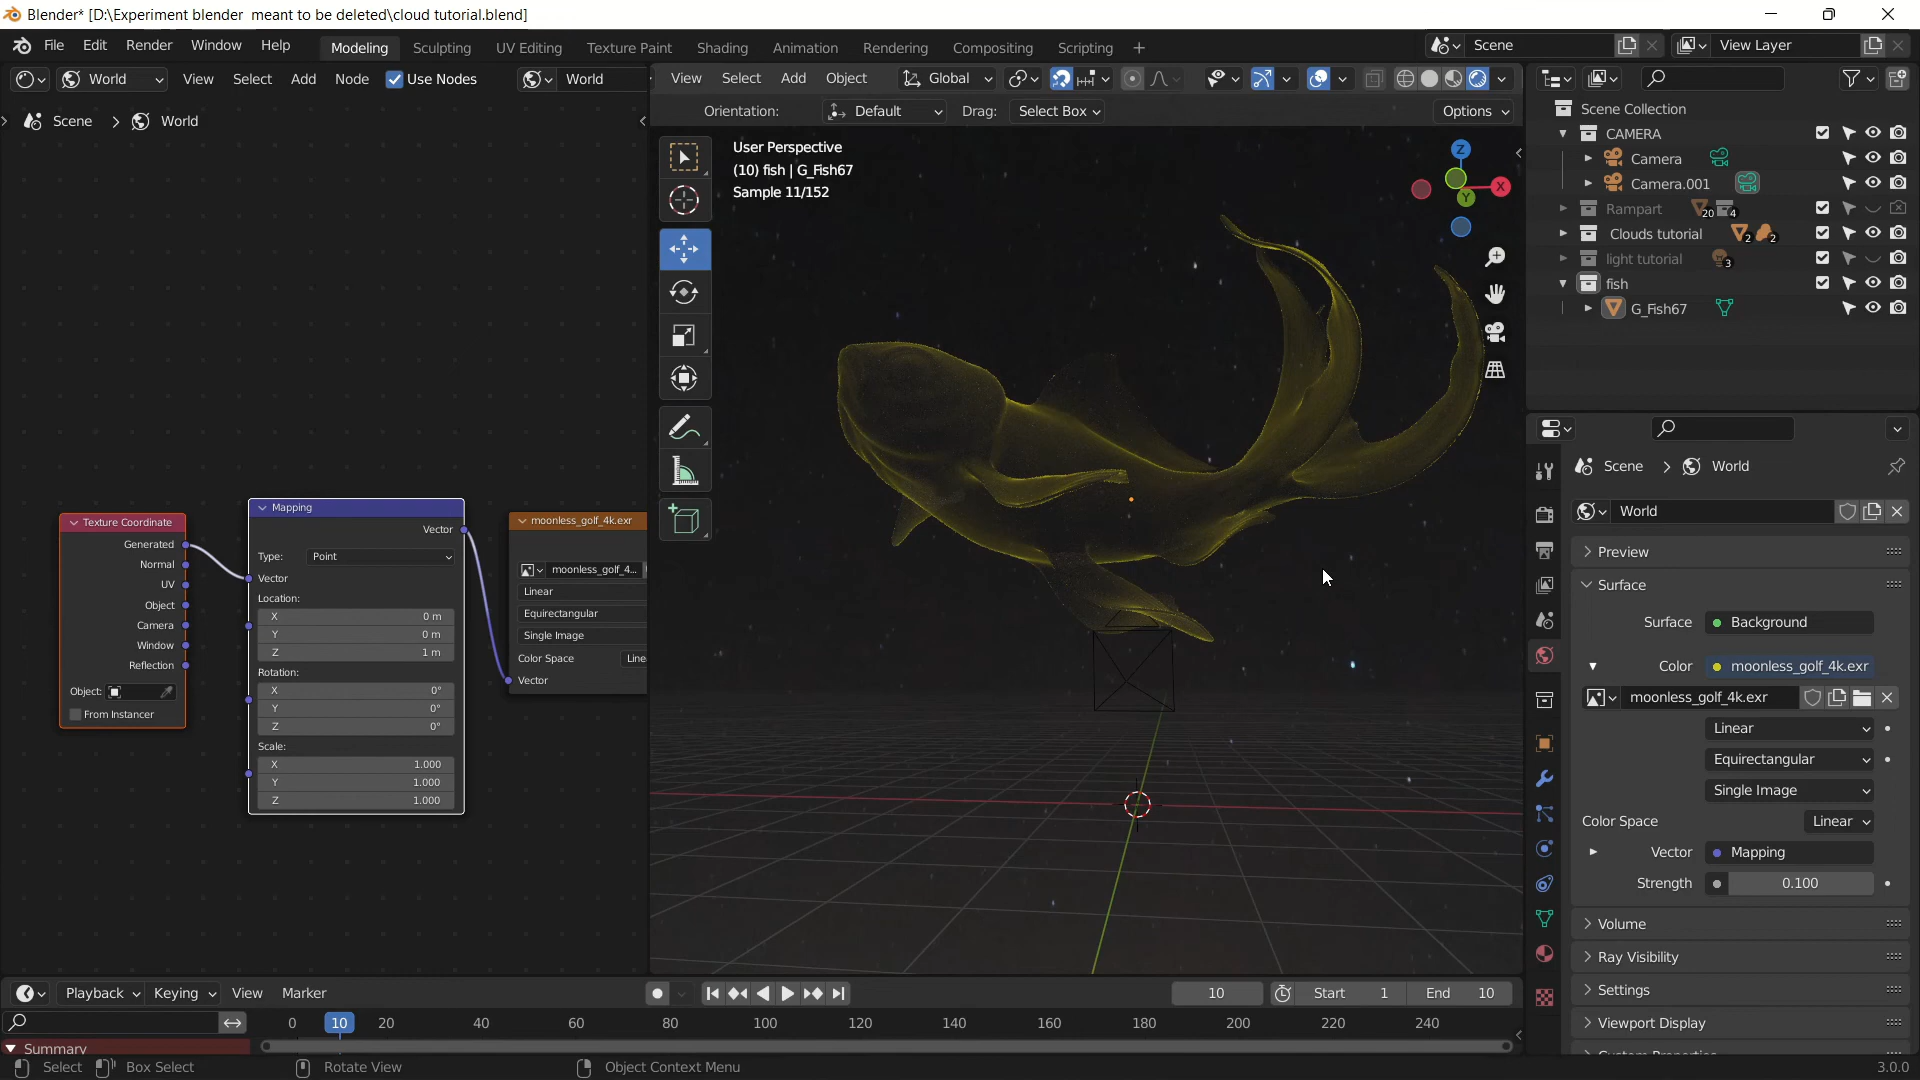 Blender* [D:\Experiment blender  meant to be deleted\cloud tutorial.blend]
File Edit Render Window Help Modeling Sculpting UV Editing Texture Paint Shading Animation Rendering Compositing Scripting + Scene View Layer
World View Select Add Node Use Nodes World
View Select Add Object Global
Orientation: Default Drag: Select Box Options
Scene > World
User Perspective
(10) fish | G_Fish67
Sample 11/152
Z
X
Y
Texture Coordinate
Generated
Normal
UV
Object
Camera
Window
Reflection
Object:
From Instancer
Mapping
Vector
Type: Point
Vector
Location:
X 0 m
Y 0 m
Z 1 m
Rotation:
X 0°
Y 0°
Z 0°
Scale:
X 1.000
Y 1.000
Z 1.000
moonless_golf_4k.exr
moonless_golf_4...
Linear
Equirectangular
Single Image
Color Space Line
Vector
Scene Collection
CAMERA
Camera
Camera.001
Rampart 20 4
Clouds tutorial 2 2
light tutorial 3
fish
G_Fish67
Scene > World
World
Preview
Surface
Surface Background
Color moonless_golf_4k.exr
moonless_golf_4k.exr
Linear
Equirectangular
Single Image
Color Space Linear
Vector Mapping
Strength 0.100
Volume
Ray Visibility
Settings
Viewport Display
Playback Keying View Marker 10 Start 1 End 10
0 10 20 40 60 80 100 120 140 160 180 200 220 240
Summary
Select Box Select Rotate View Object Context Menu 3.0.0